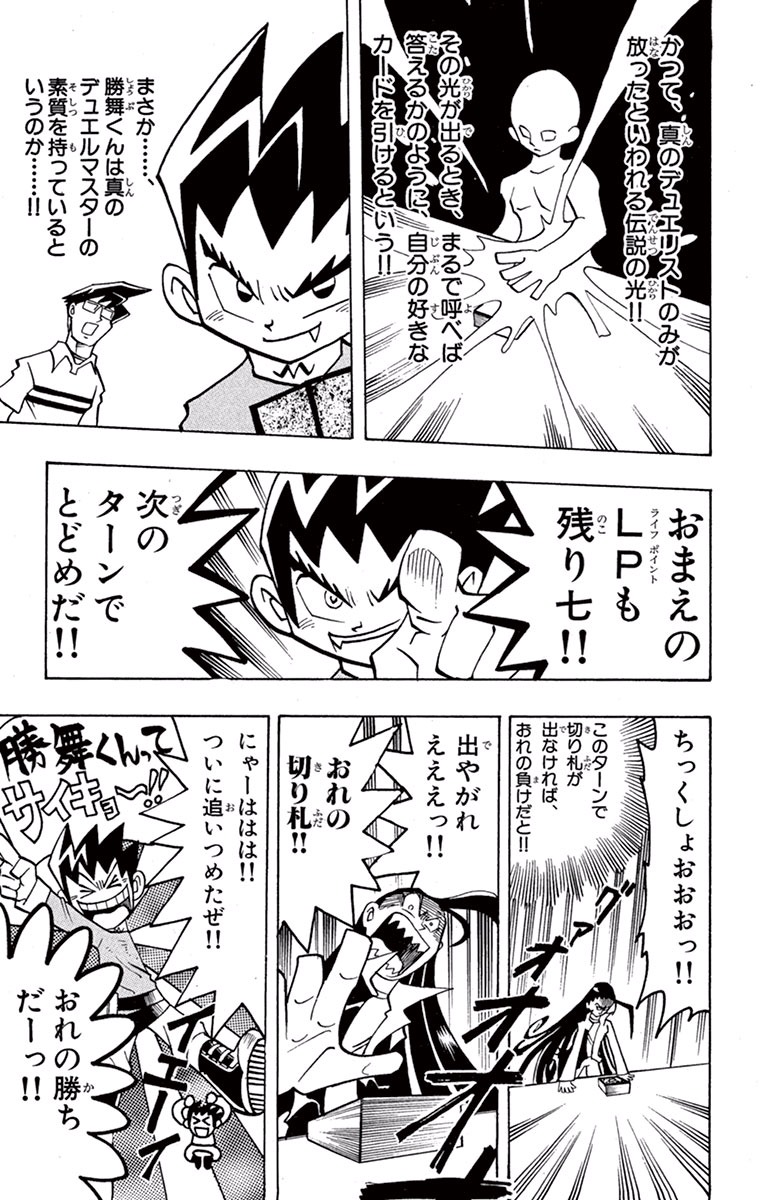 かつて、真のデュエリストのみが
放ったといわれる伝説の光!!
その光が出るとき、まるで呼べば
答えるかのように、自分の好きな
カードを引けるという!!
まさか……、
勝舞くんは真の
デュエルマスターの
素質を持っていると
いうのか……!!
おまえの
LPも
残り七!!
次の
ターンで
とどめだ!!
ちっくしょおおおっ!!
このターンで
切り札が
出なければ、
おれの負けだと!!
グァオオオ
出やがれ
えええっ!!
おれの
切り札!!
にゃーははは!!
ついに追いつめたぜ!!
勝舞くんって
サイキョー!!
イエーイ
おれの勝ち
だーっ!!